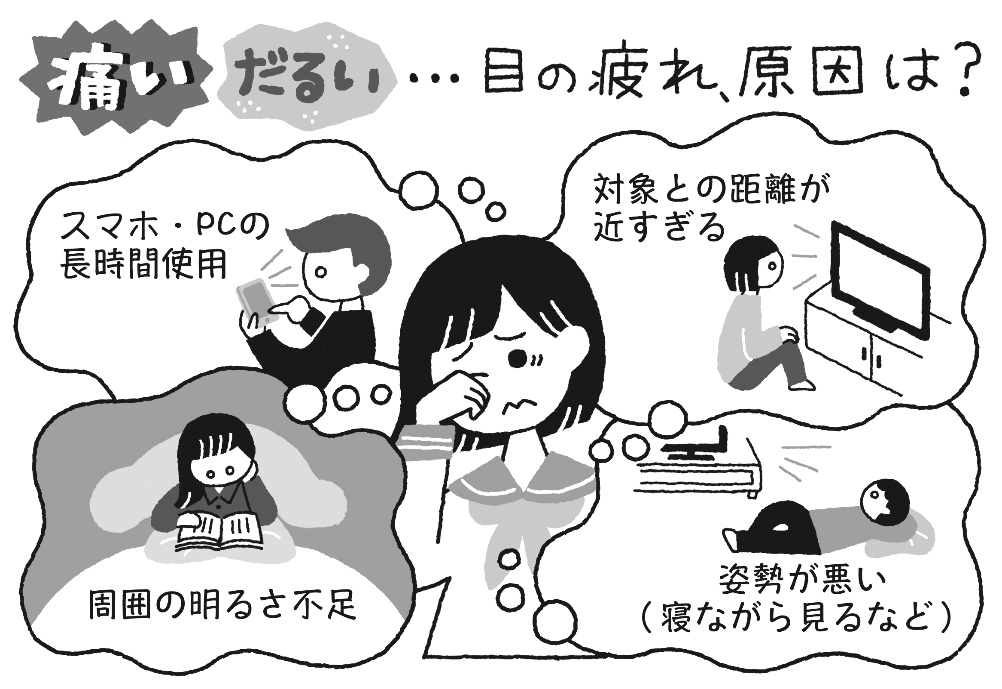 痛い だるい … 目の疲れ、原因は?
スマホ・PCの
長時間使用
対象との距離が
近すぎる
周囲の明るさ不足
姿勢が悪い
(寝ながら見るなど)